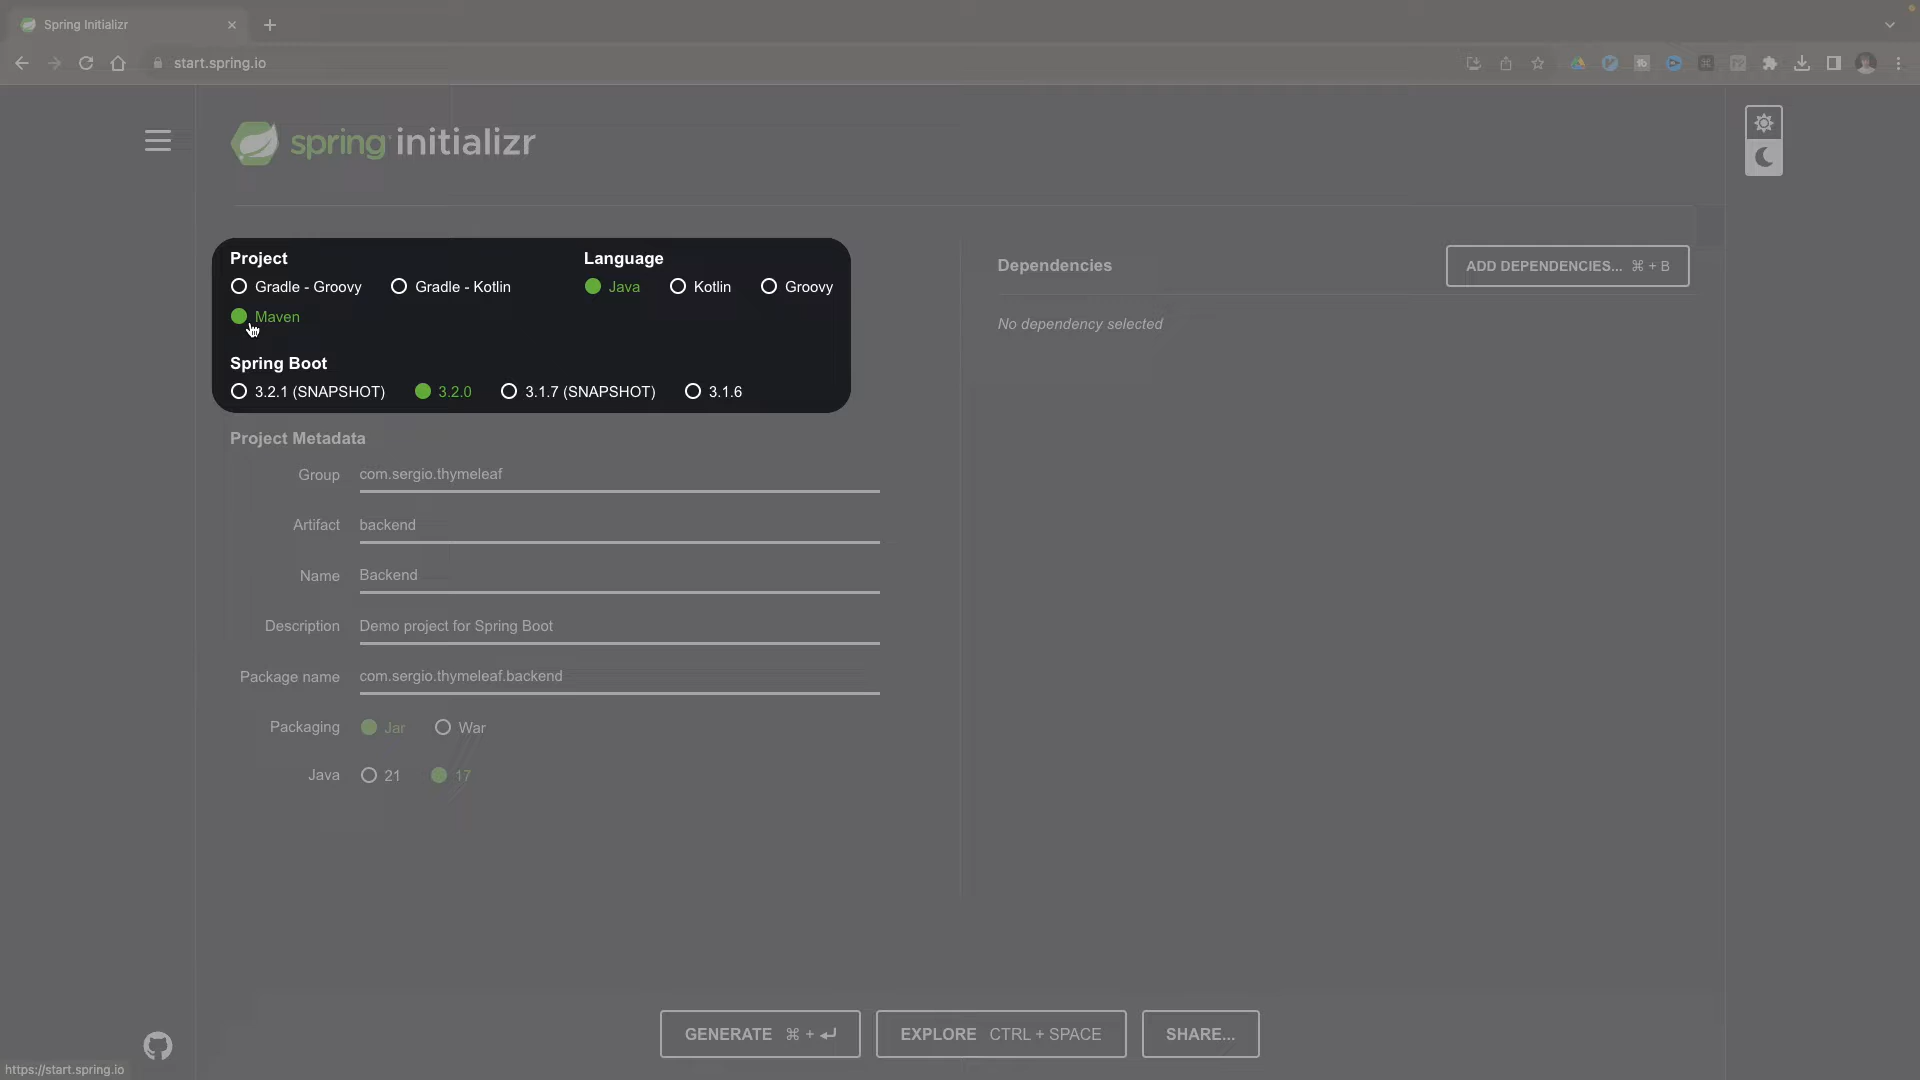 Spring Initializr
start.spring.io
spring initializr
Project
Gradle - Groovy
Gradle - Kotlin
Maven
Language
Java
Kotlin
Groovy
Spring Boot
3.2.1 (SNAPSHOT)
3.2.0
3.1.7 (SNAPSHOT)
3.1.6
Project Metadata
Group com.sergio.thymeleaf
Artifact backend
Name Backend
Description Demo project for Spring Boot
Package name com.sergio.thymeleaf.backend
Packaging Jar War
Java 21 17
Dependencies
ADD DEPENDENCIES... ⌘ + B
No dependency selected
GENERATE ⌘ + ↵
EXPLORE CTRL + SPACE
SHARE...
https://start.spring.io